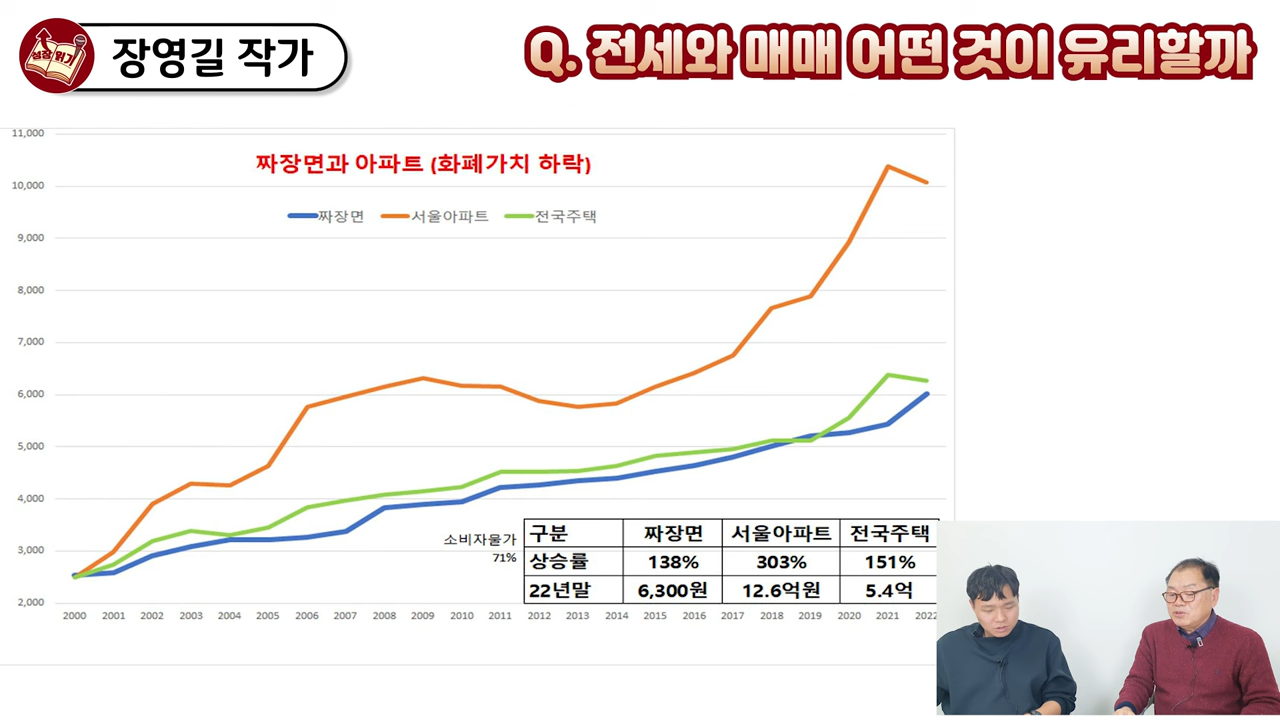 성장읽기
장영길 작가
Q. 전세와 매매 어떤 것이 유리할까
짜장면과 아파트 (화폐가치 하락)
짜장면 서울아파트 전국주택
11,000
10,000
9,000
8,000
7,000
6,000
5,000
4,000
3,000
2,000
소비자물가
71%
구분 짜장면 서울아파트 전국주택
상승률 138% 303% 151%
22년말 6,300원 12.6억원 5.4억
2000 2001 2002 2003 2004 2005 2006 2007 2008 2009 2010 2011 2012 2013 2014 2015 2016 2017 2018 2019 2020 2021 2022